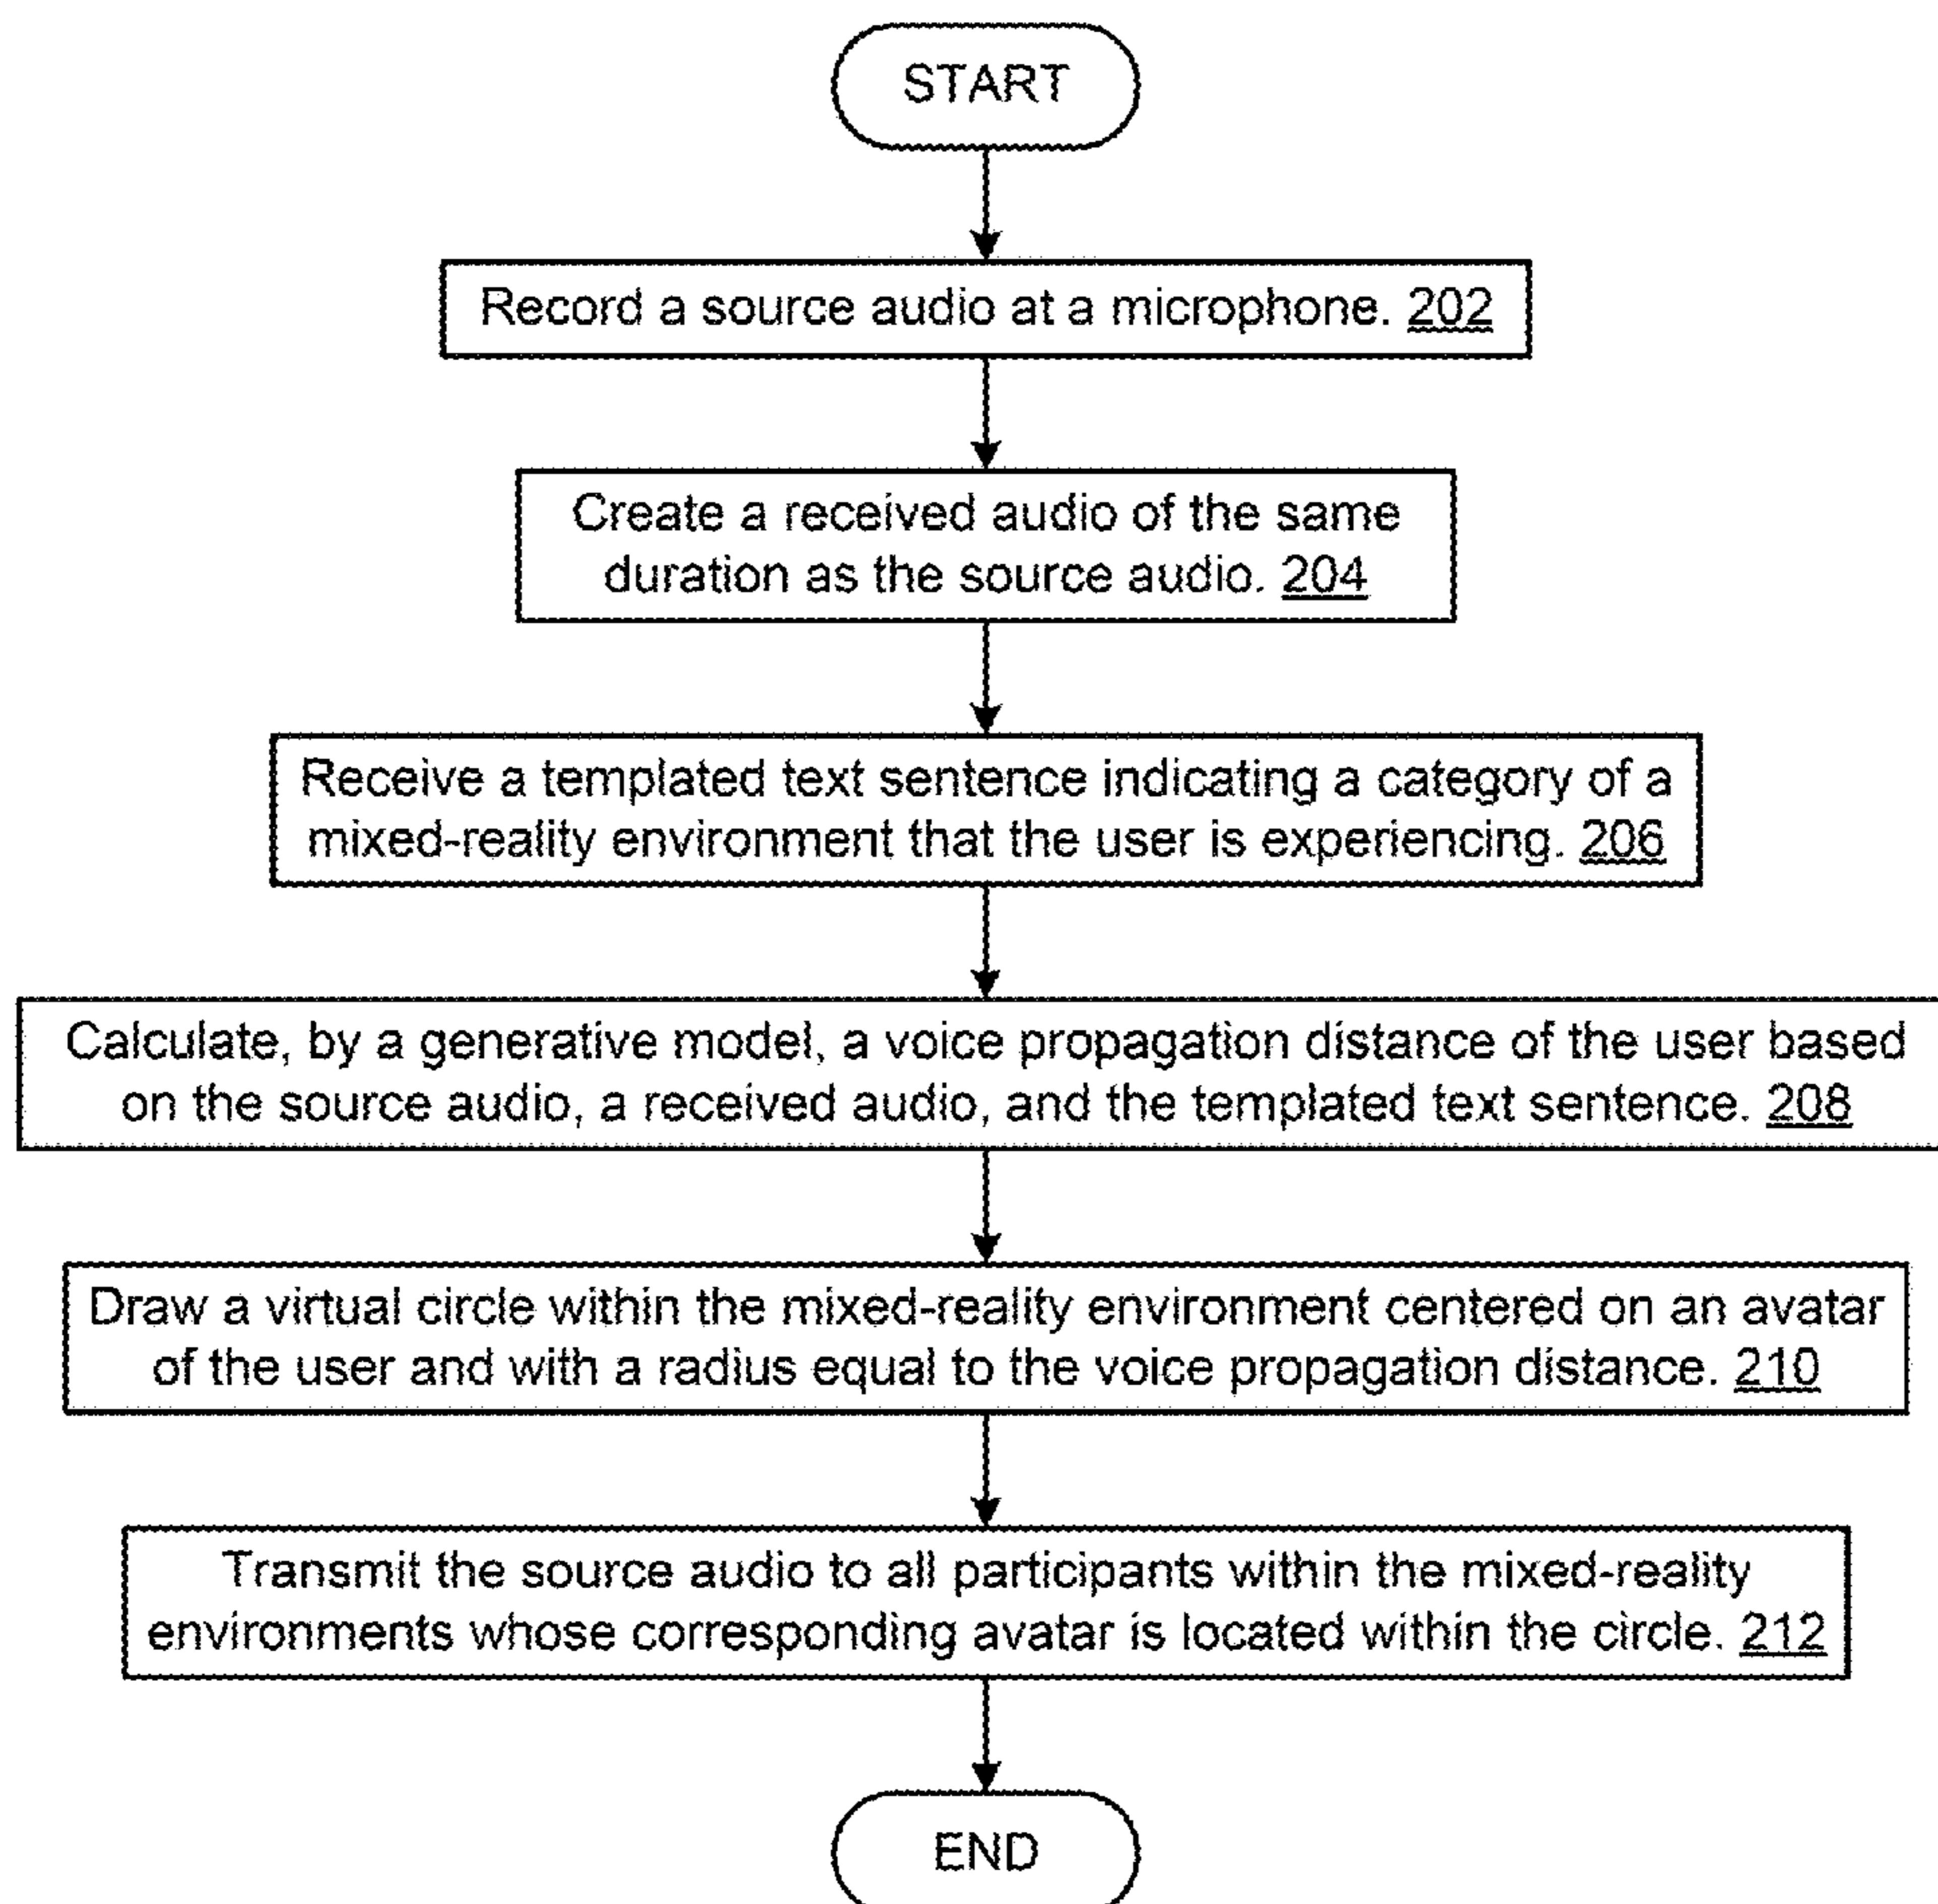 START
Record a source audio at a microphone. 202
Create a received audio of the same
duration as the source audio. 204
Receive a templated text sentence indicating a category of a
mixed-reality environment that the user is experiencing. 206
Calculate, by a generative model, a voice propagation distance of the user based
on the source audio, a received audio, and the templated text sentence. 208
Draw a virtual circle within the mixed-reality environment centered on an avatar
of the user and with a radius equal to the voice propagation distance. 210
Transmit the source audio to all participants within the mixed-reality
environments whose corresponding avatar is located within the circle. 212
END